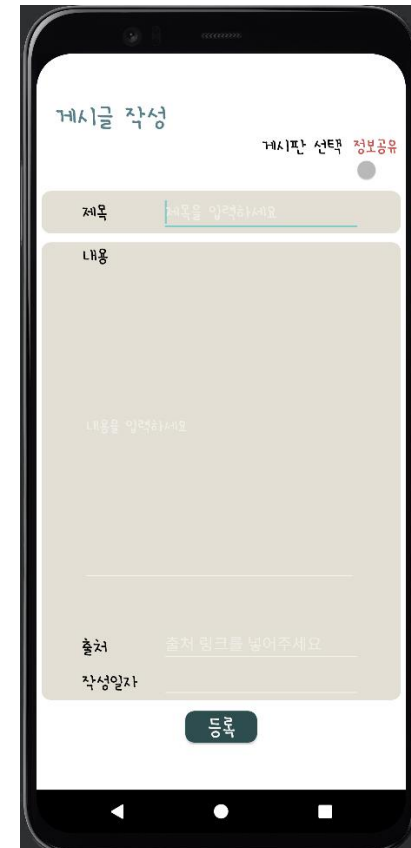 게시글 작성
게시판 선택 정보공유
제목 제목을 입력하세요
내용
내용을 입력하세요
출처 출처 링크를 넣어주세요
작성일자
등록